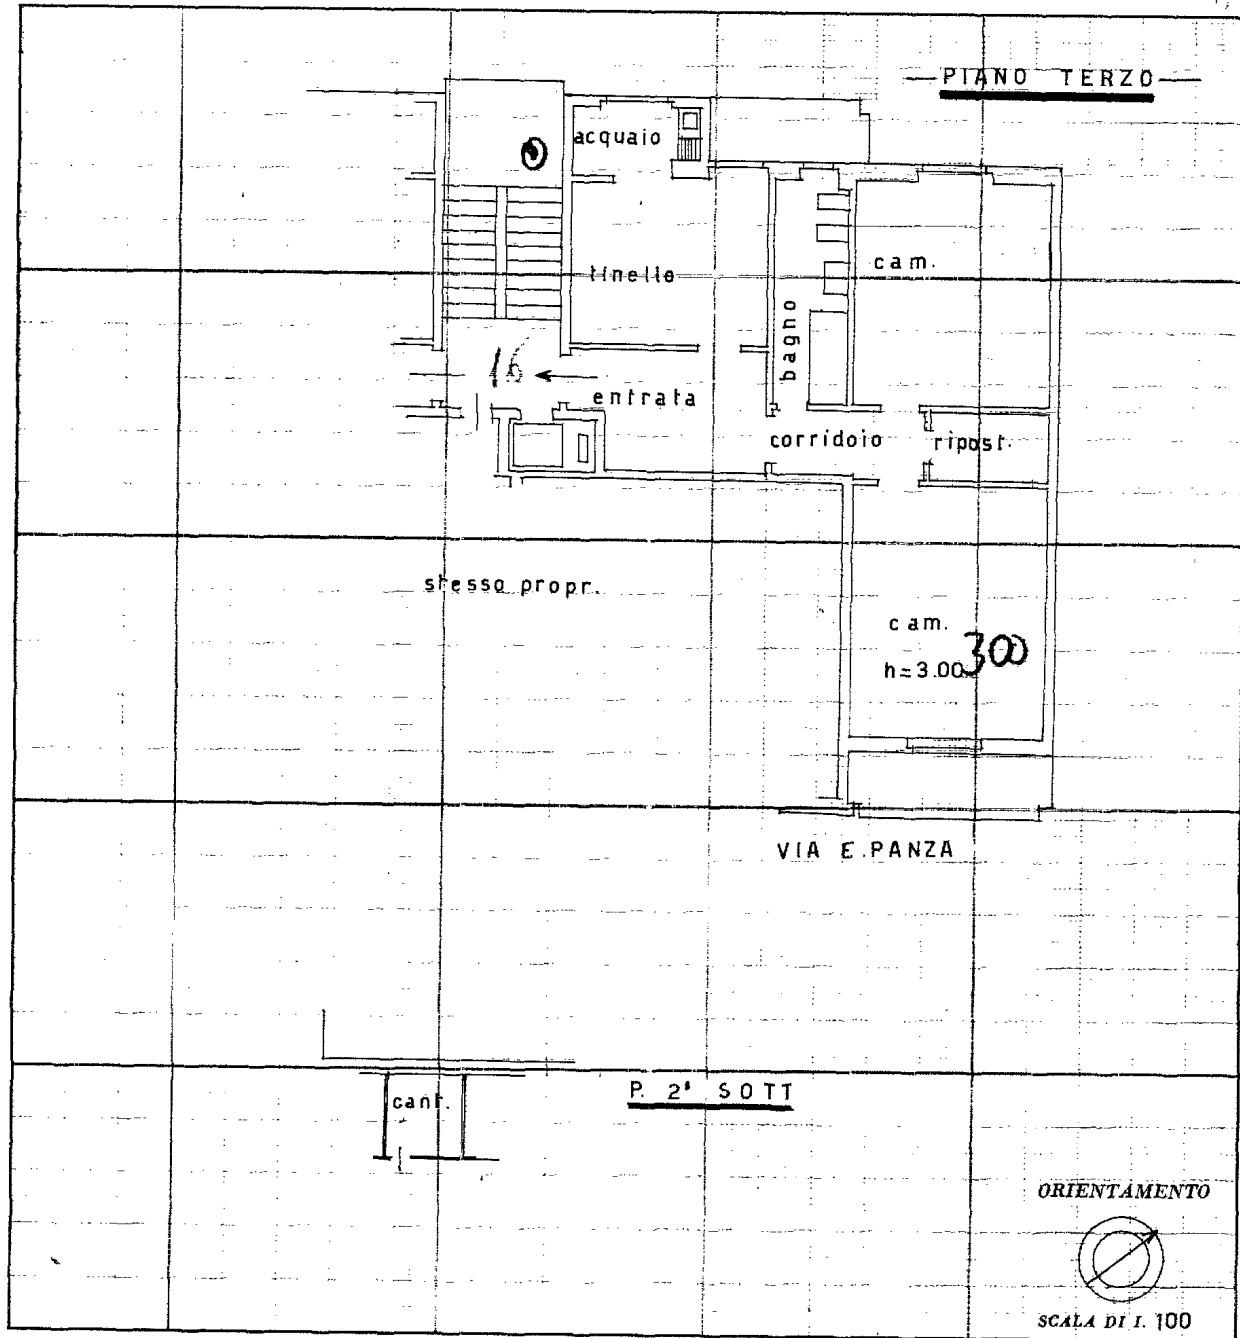 PIANO TERZO
acquaio
tinello
cam.
bagno
16
entrata
corridoio
ripost.
stesso propr.
cam.
h=3.00
300
VIA E. PANZA
cant.
P. 2° SOTT
ORIENTAMENTO
SCALA DI 1. 100